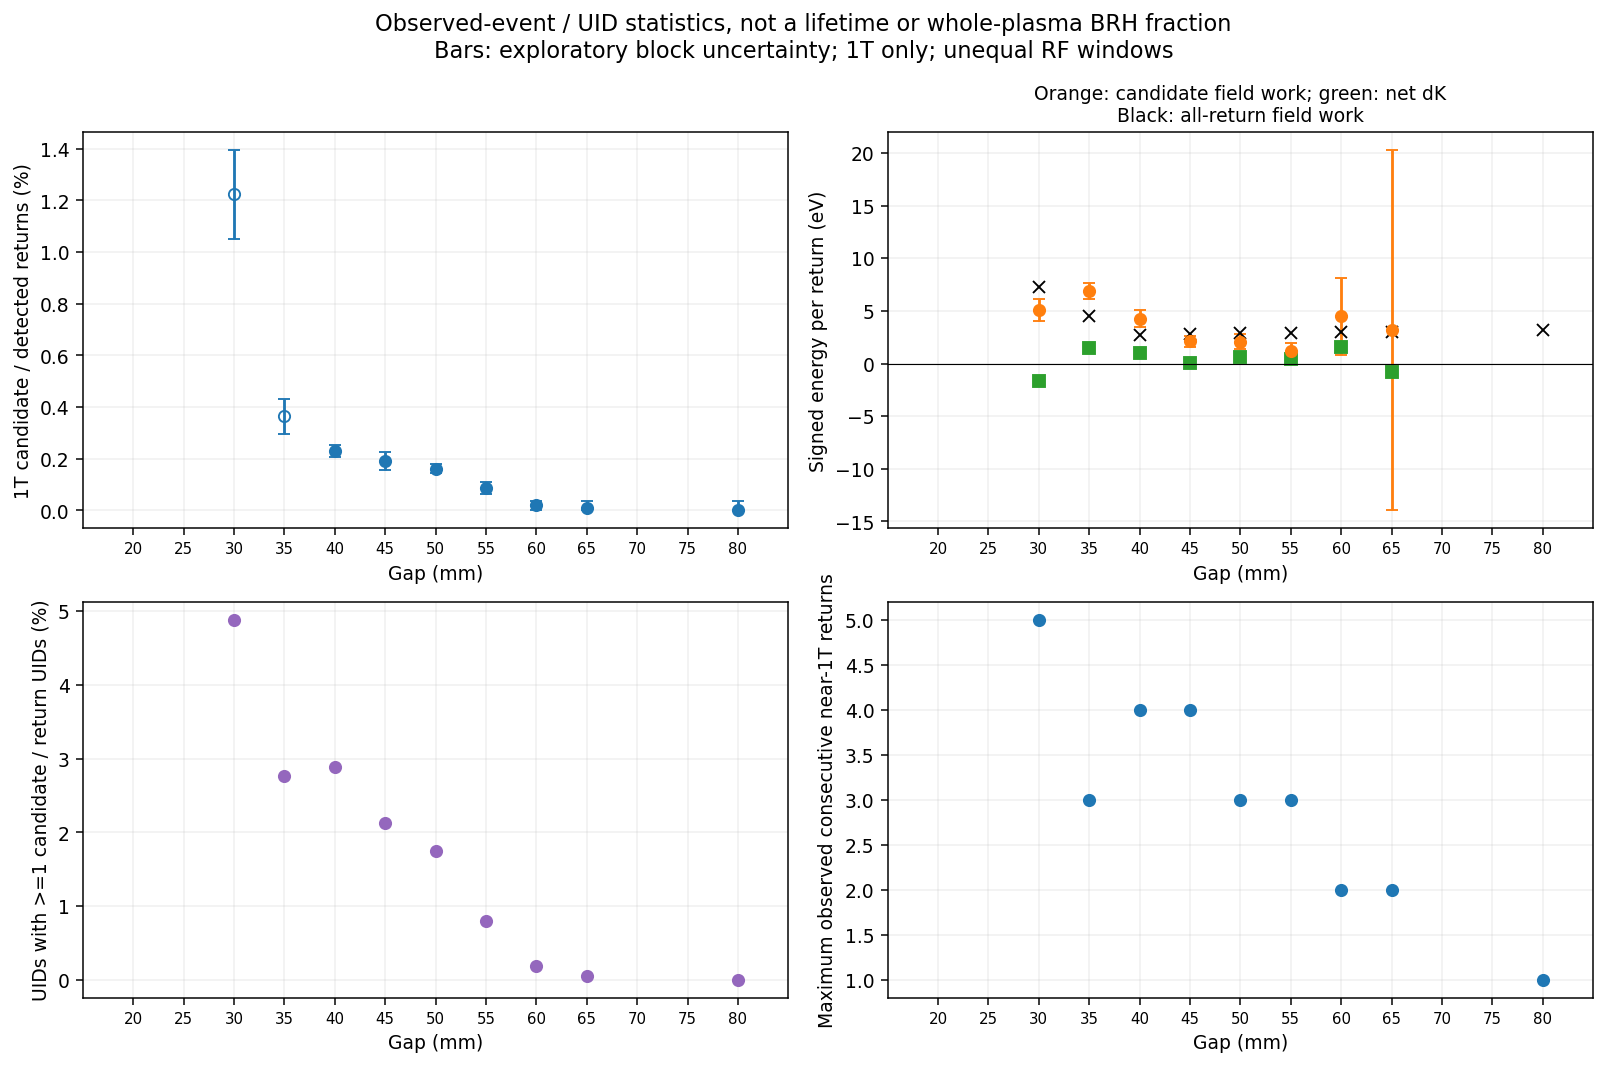 Observed-event / UID statistics, not a lifetime or whole-plasma BRH fraction
Bars: exploratory block uncertainty; 1T only; unequal RF windows
1T candidate / detected returns (%)
1.4
1.2
1.0
0.8
0.6
0.4
0.2
0.0
20 25 30 35 40 45 50 55 60 65 70 75 80
Gap (mm)
Orange: candidate field work; green: net dK
Black: all-return field work
Signed energy per return (eV)
20
15
10
5
0
−5
−10
−15
20 25 30 35 40 45 50 55 60 65 70 75 80
Gap (mm)
UIDs with >=1 candidate / return UIDs (%)
5
4
3
2
1
0
20 25 30 35 40 45 50 55 60 65 70 75 80
Gap (mm)
Maximum observed consecutive near-1T returns
5.0
4.5
4.0
3.5
3.0
2.5
2.0
1.5
1.0
20 25 30 35 40 45 50 55 60 65 70 75 80
Gap (mm)